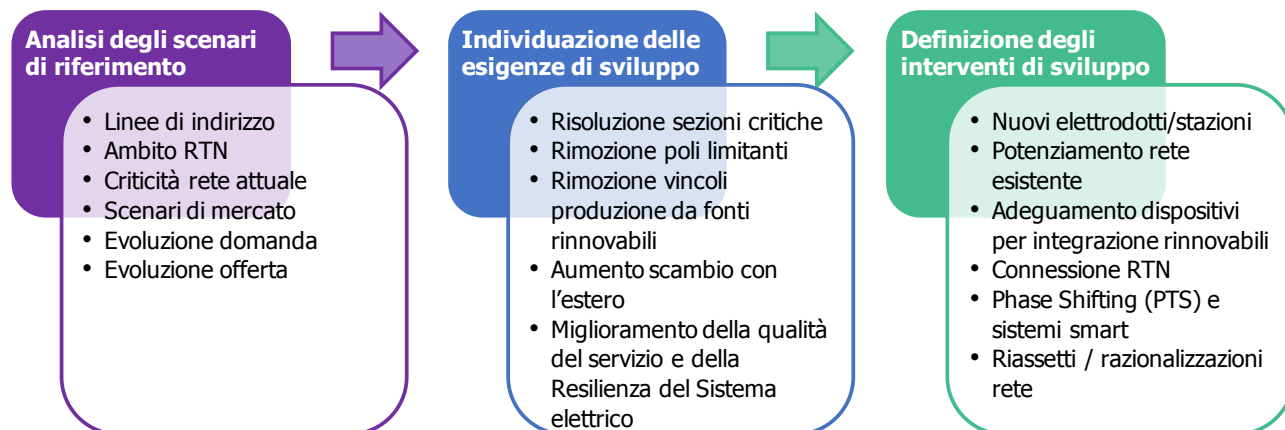 Analisi degli scenari
di riferimento
• Linee di indirizzo
• Ambito RTN
• Criticità rete attuale
• Scenari di mercato
• Evoluzione domanda
• Evoluzione offerta
Individuazione delle
esigenze di sviluppo
• Risoluzione sezioni critiche
• Rimozione poli limitanti
• Rimozione vincoli
produzione da fonti
rinnovabili
• Aumento scambio con
l'estero
• Miglioramento della qualità
del servizio e della
Resilienza del Sistema
elettrico
Definizione degli
interventi di sviluppo
• Nuovi elettrodotti/stazioni
• Potenziamento rete
esistente
• Adeguamento dispositivi
per integrazione rinnovabili
• Connessione RTN
• Phase Shifting (PTS) e
sistemi smart
• Riassetti / razionalizzazioni
rete